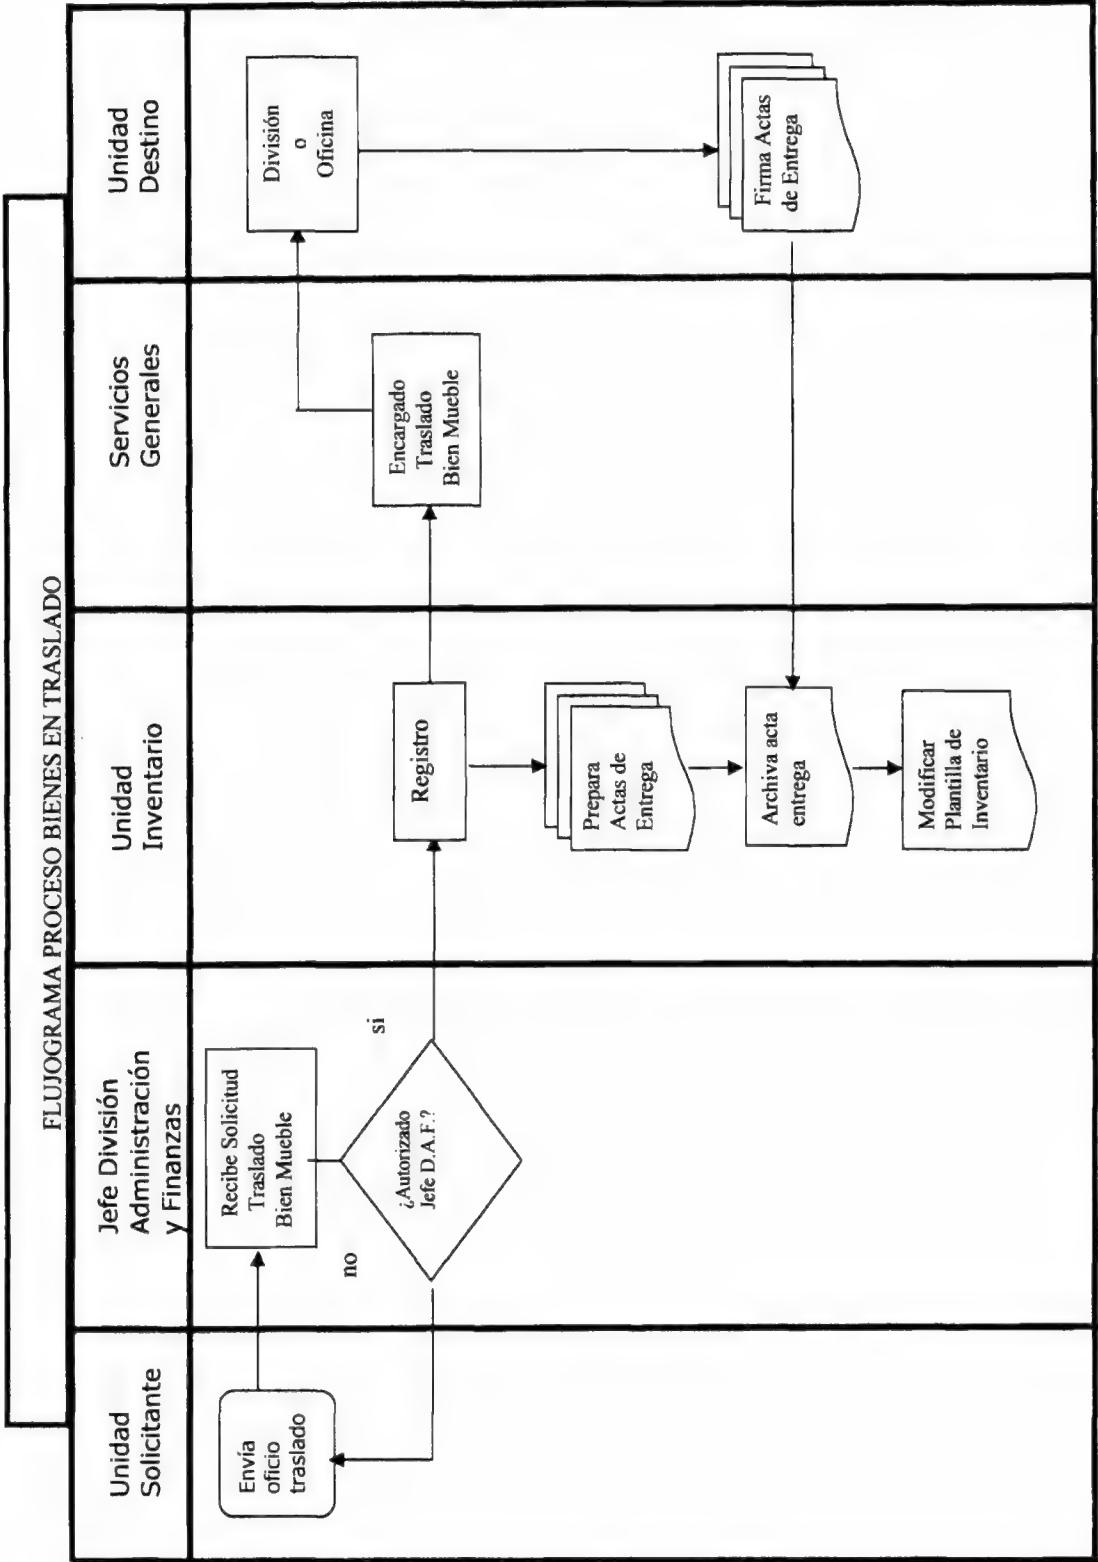 FLUJOGRAMA PROCESO BIENES EN TRASLADO
Unidad
Solicitante
Jefe División
Administración
y Finanzas
Unidad
Inventario
Servicios
Generales
Unidad
Destino
Envía
oficio
traslado
Recibe Solicitud
Traslado
Bien Mueble
no
¿Autorizado
Jefe D.A.F.?
si
Registro
Prepara
Actas de
Entrega
Archiva acta
entrega
Modificar
Plantilla de
Inventario
Encargado
Traslado
Bien Mueble
División
o
Oficina
Firma Actas
de Entrega